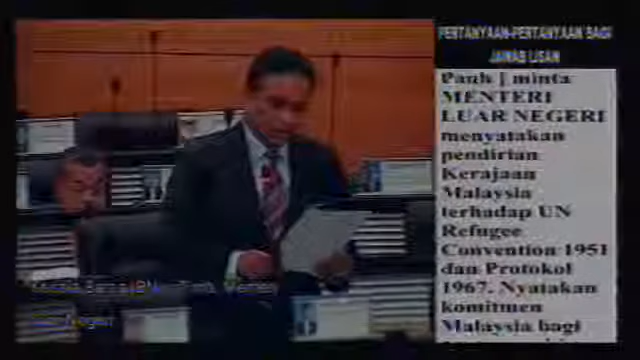 PERTANYAAN-PERTANYAAN BAGI
JAWAB LISAN
Pauh ] minta
MENTERI
LUAR NEGERI
menyatakan
pendirian
Kerajaan
Malaysia
terhadap UN
Refugee
Convention 1951
dan Protokol
1967. Nyatakan
komitmen
Malaysia bagi